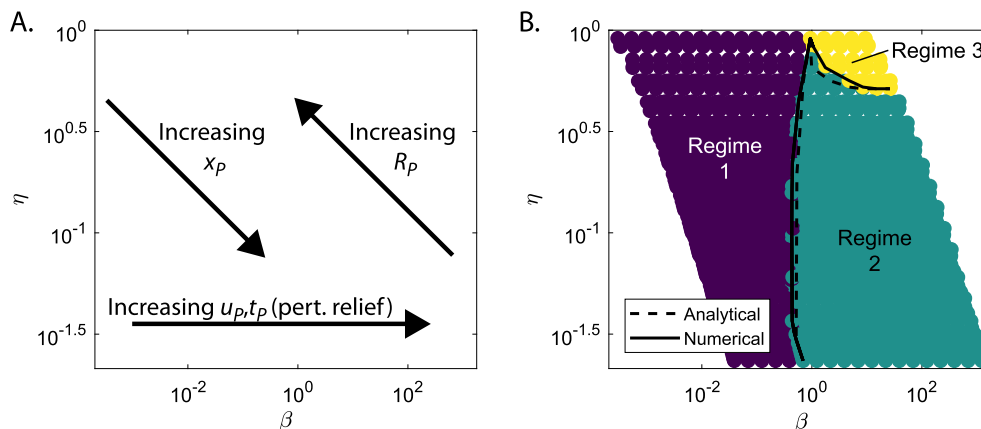 A.
10^0
10^0.5
10^-1
10^-1.5
η
Increasing
x_P
Increasing
R_P
Increasing u_P,t_P (pert. relief)
10^-2
10^0
10^2
β
B.
10^0
10^0.5
10^-1
10^-1.5
η
Regime 3
Regime
1
Regime
2
Analytical
Numerical
10^-2
10^0
10^2
β